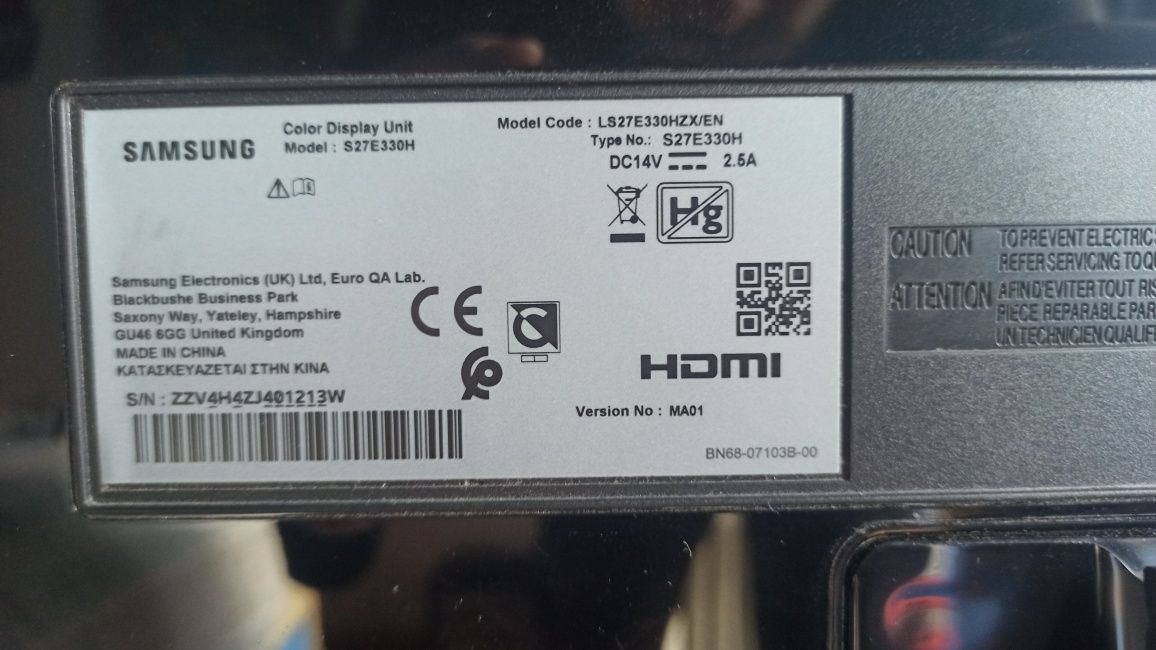 SAMSUNG
Color Display Unit
Model : S27E330H
Model Code : LS27E330HZX/EN
Type No.: S27E330H
DC14V 2.5A
Hg
Samsung Electronics (UK) Ltd, Euro QA Lab.
Blackbushe Business Park
Saxony Way, Yateley, Hampshire
GU46 6GG United Kingdom
MADE IN CHINA
ΚΑΤΑΣΚΕΥΑΖΕΤΑΙ ΣΤΗΝ ΚΙΝΑ
S/N : ZZV4H4ZJ401213W
CE
HDMI
Version No : MA01
BN68-07103B-00
CAUTION
TO PREVENT ELECTRIC
REFER SERVICING TO QU
ATTENTION
AFIN D'EVITER TOUT RIS
PIECE REPARABLE PAR
UN TECHNICIEN QUALIFI